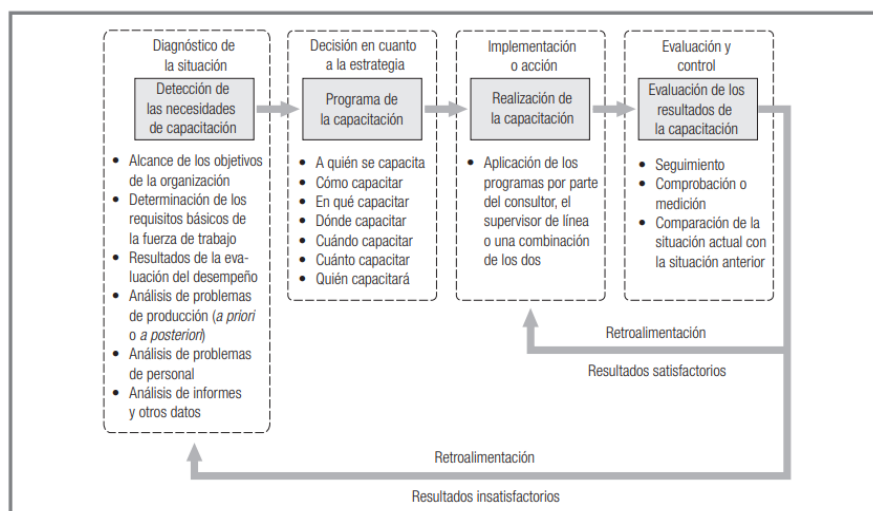 Diagnóstico de
la situación
Detección de
las necesidades
de capacitación
• Alcance de los objetivos
de la organización
• Determinación de los
requisitos básicos de
la fuerza de trabajo
• Resultados de la eva-
luación del desempeño
• Análisis de problemas
de producción (a priori
o a posteriori)
• Análisis de problemas
de personal
• Análisis de informes
y otros datos
Decisión en cuanto
a la estrategia
Programa de
la capacitación
• A quién se capacita
• Cómo capacitar
• En qué capacitar
• Dónde capacitar
• Cuándo capacitar
• Cuánto capacitar
• Quién capacitará
Implementación
o acción
Realización de
la capacitación
• Aplicación de los
programas por parte
del consultor, el
supervisor de línea
o una combinación
de los dos
Evaluación y
control
Evaluación de los
resultados de
la capacitación
• Seguimiento
• Comprobación o
medición
• Comparación de la
situación actual con
la situación anterior
Retroalimentación
Resultados satisfactorios
Retroalimentación
Resultados insatisfactorios